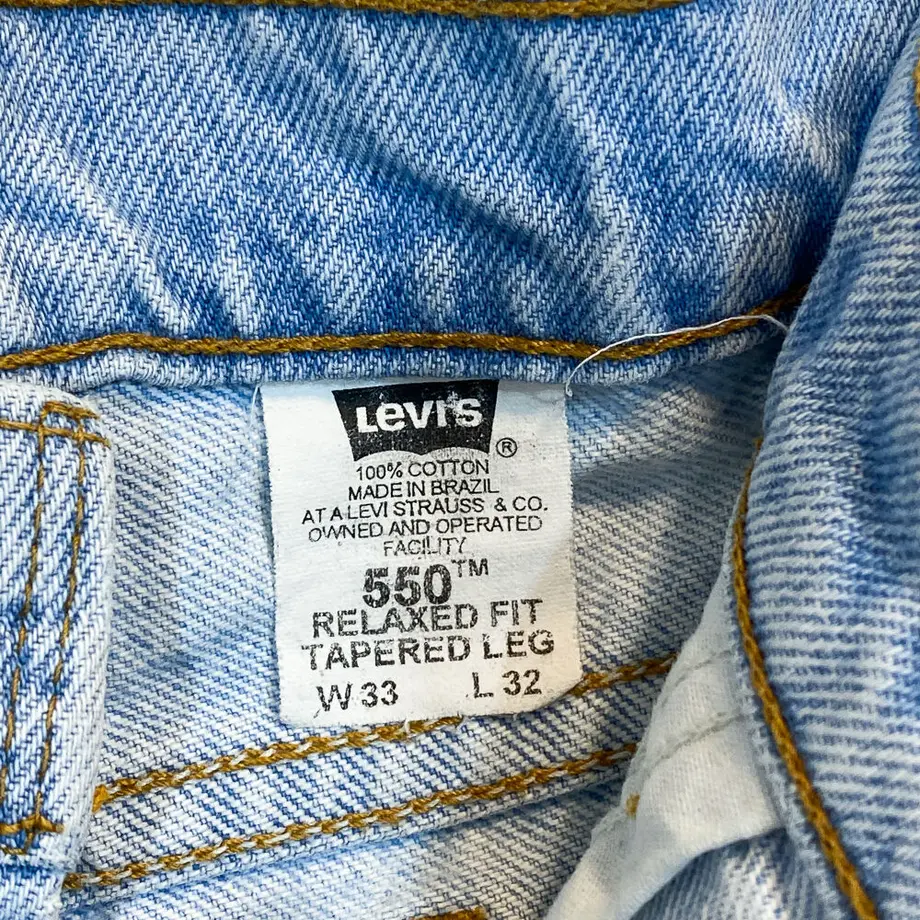 Levi's ®
100% COTTON
MADE IN BRAZIL
AT A LEVI STRAUSS & CO.
OWNED AND OPERATED
FACILITY
550™
RELAXED FIT
TAPERED LEG
W 33 L 32